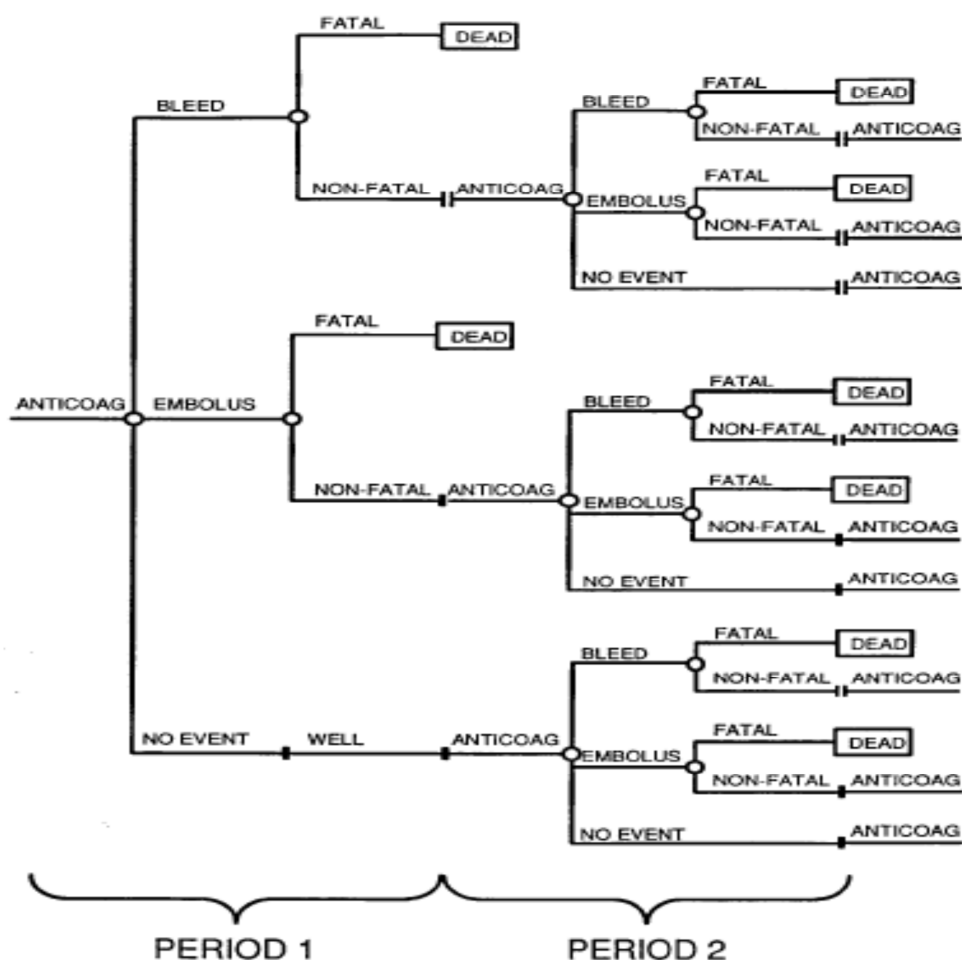 FATAL
DEAD
BLEED
FATAL
DEAD
BLEED
NON-FATAL
ANTICOAG
FATAL
DEAD
NON-FATAL
ANTICOAG
EMBOLUS
NON-FATAL
ANTICOAG
NO EVENT
ANTICOAG
FATAL
DEAD
FATAL
DEAD
BLEED
ANTICOAG
EMBOLUS
NON-FATAL
ANTICOAG
FATAL
DEAD
NON-FATAL
ANTICOAG
EMBOLUS
NON-FATAL
ANTICOAG
NO EVENT
ANTICOAG
FATAL
DEAD
BLEED
NON-FATAL
ANTICOAG
FATAL
DEAD
NO EVENT
WELL
ANTICOAG
EMBOLUS
NON-FATAL
ANTICOAG
NO EVENT
ANTICOAG
PERIOD 1
PERIOD 2